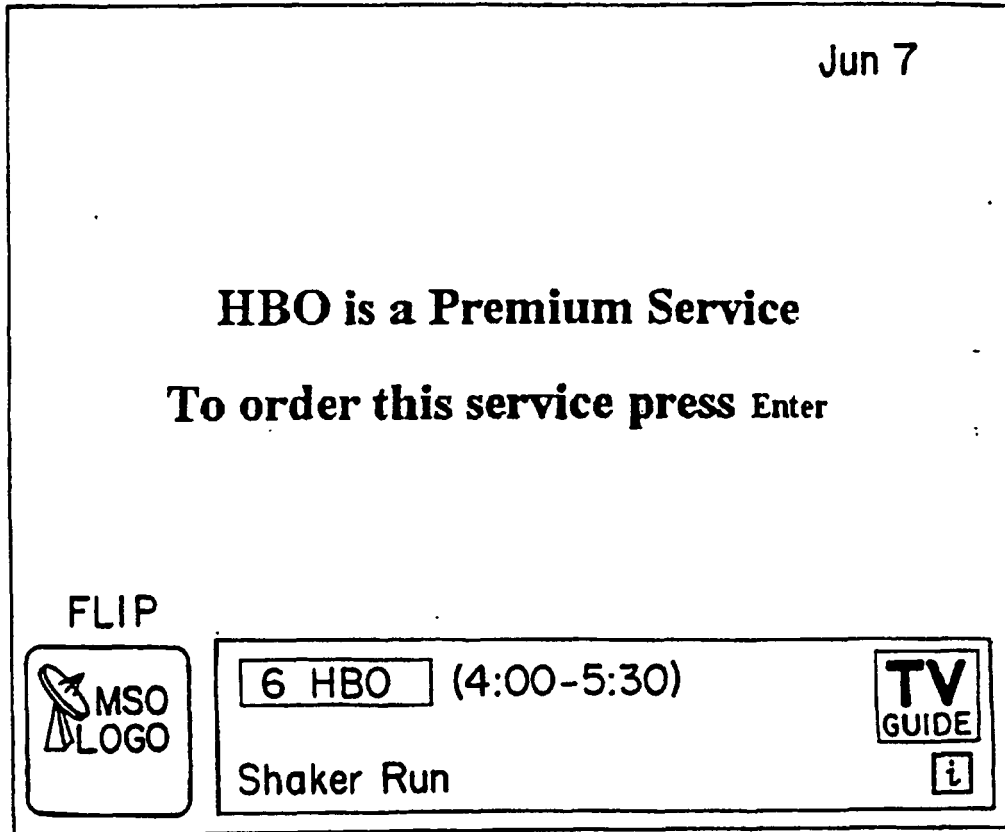 Jun 7
HBO is a Premium Service
To order this service press Enter
FLIP
MSO
LOGO
6 HBO (4:00-5:30)
TV
GUIDE
Shaker Run
i